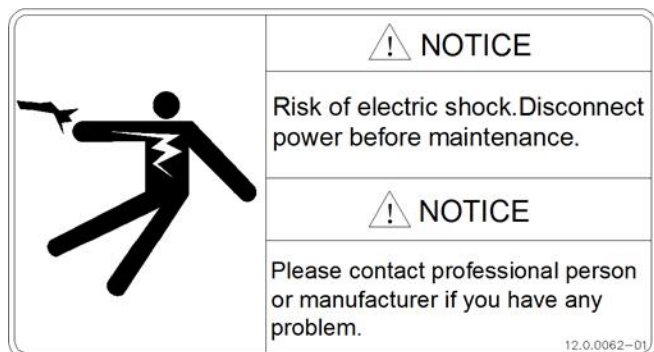 NOTICE
Risk of electric shock.Disconnect
power before maintenance.
NOTICE
Please contact professional person
or manufacturer if you have any
problem.
12.0.0062-01